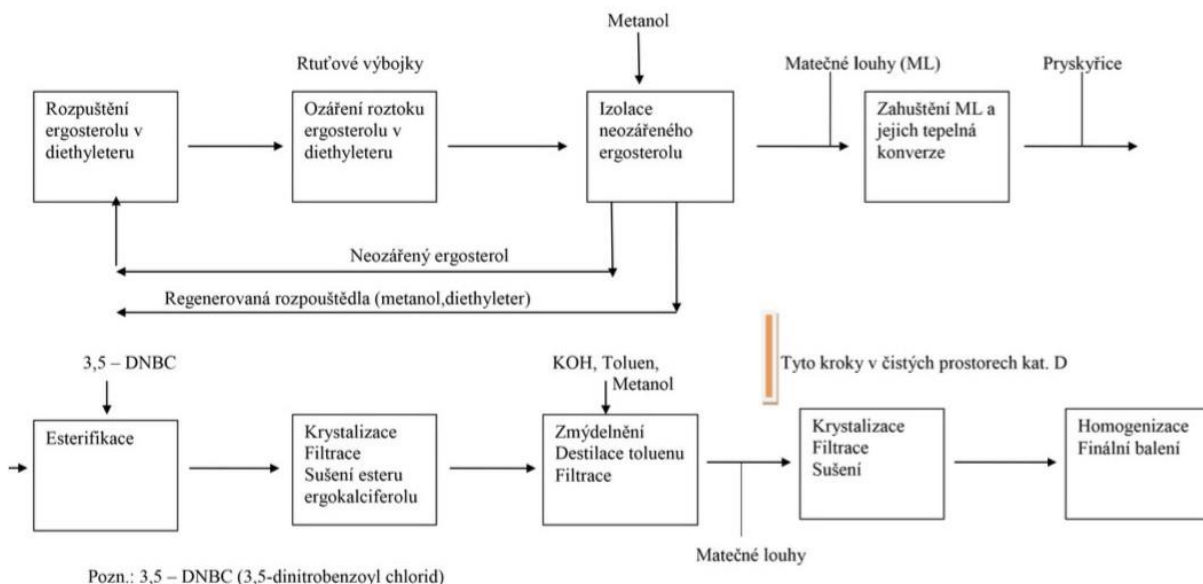 Metanol
Rtuťové výbojky
Matečné louhy (ML)
Pryskyřice
Rozpuštění
ergosterolu v
diethyleteru
Ozáření roztoku
ergosterolu v
diethyleteru
Izolace
neozářeného
ergosterolu
Zahuštění ML a
jejich tepelná
konverze
Neozářený ergosterol
Regenerovaná rozpouštědla (metanol,diethyleter)
3,5 – DNBC
KOH, Toluen,
Metanol
Tyto kroky v čistých prostorech kat. D
Esterifikace
Krystalizace
Filtrace
Sušení esteru
ergokalciferolu
Zmýdelnění
Destilace toluenu
Filtrace
Krystalizace
Filtrace
Sušení
Homogenizace
Finální balení
Matečné louhy
Pozn.: 3,5 – DNBC (3,5-dinitrobenzoyl chlorid)